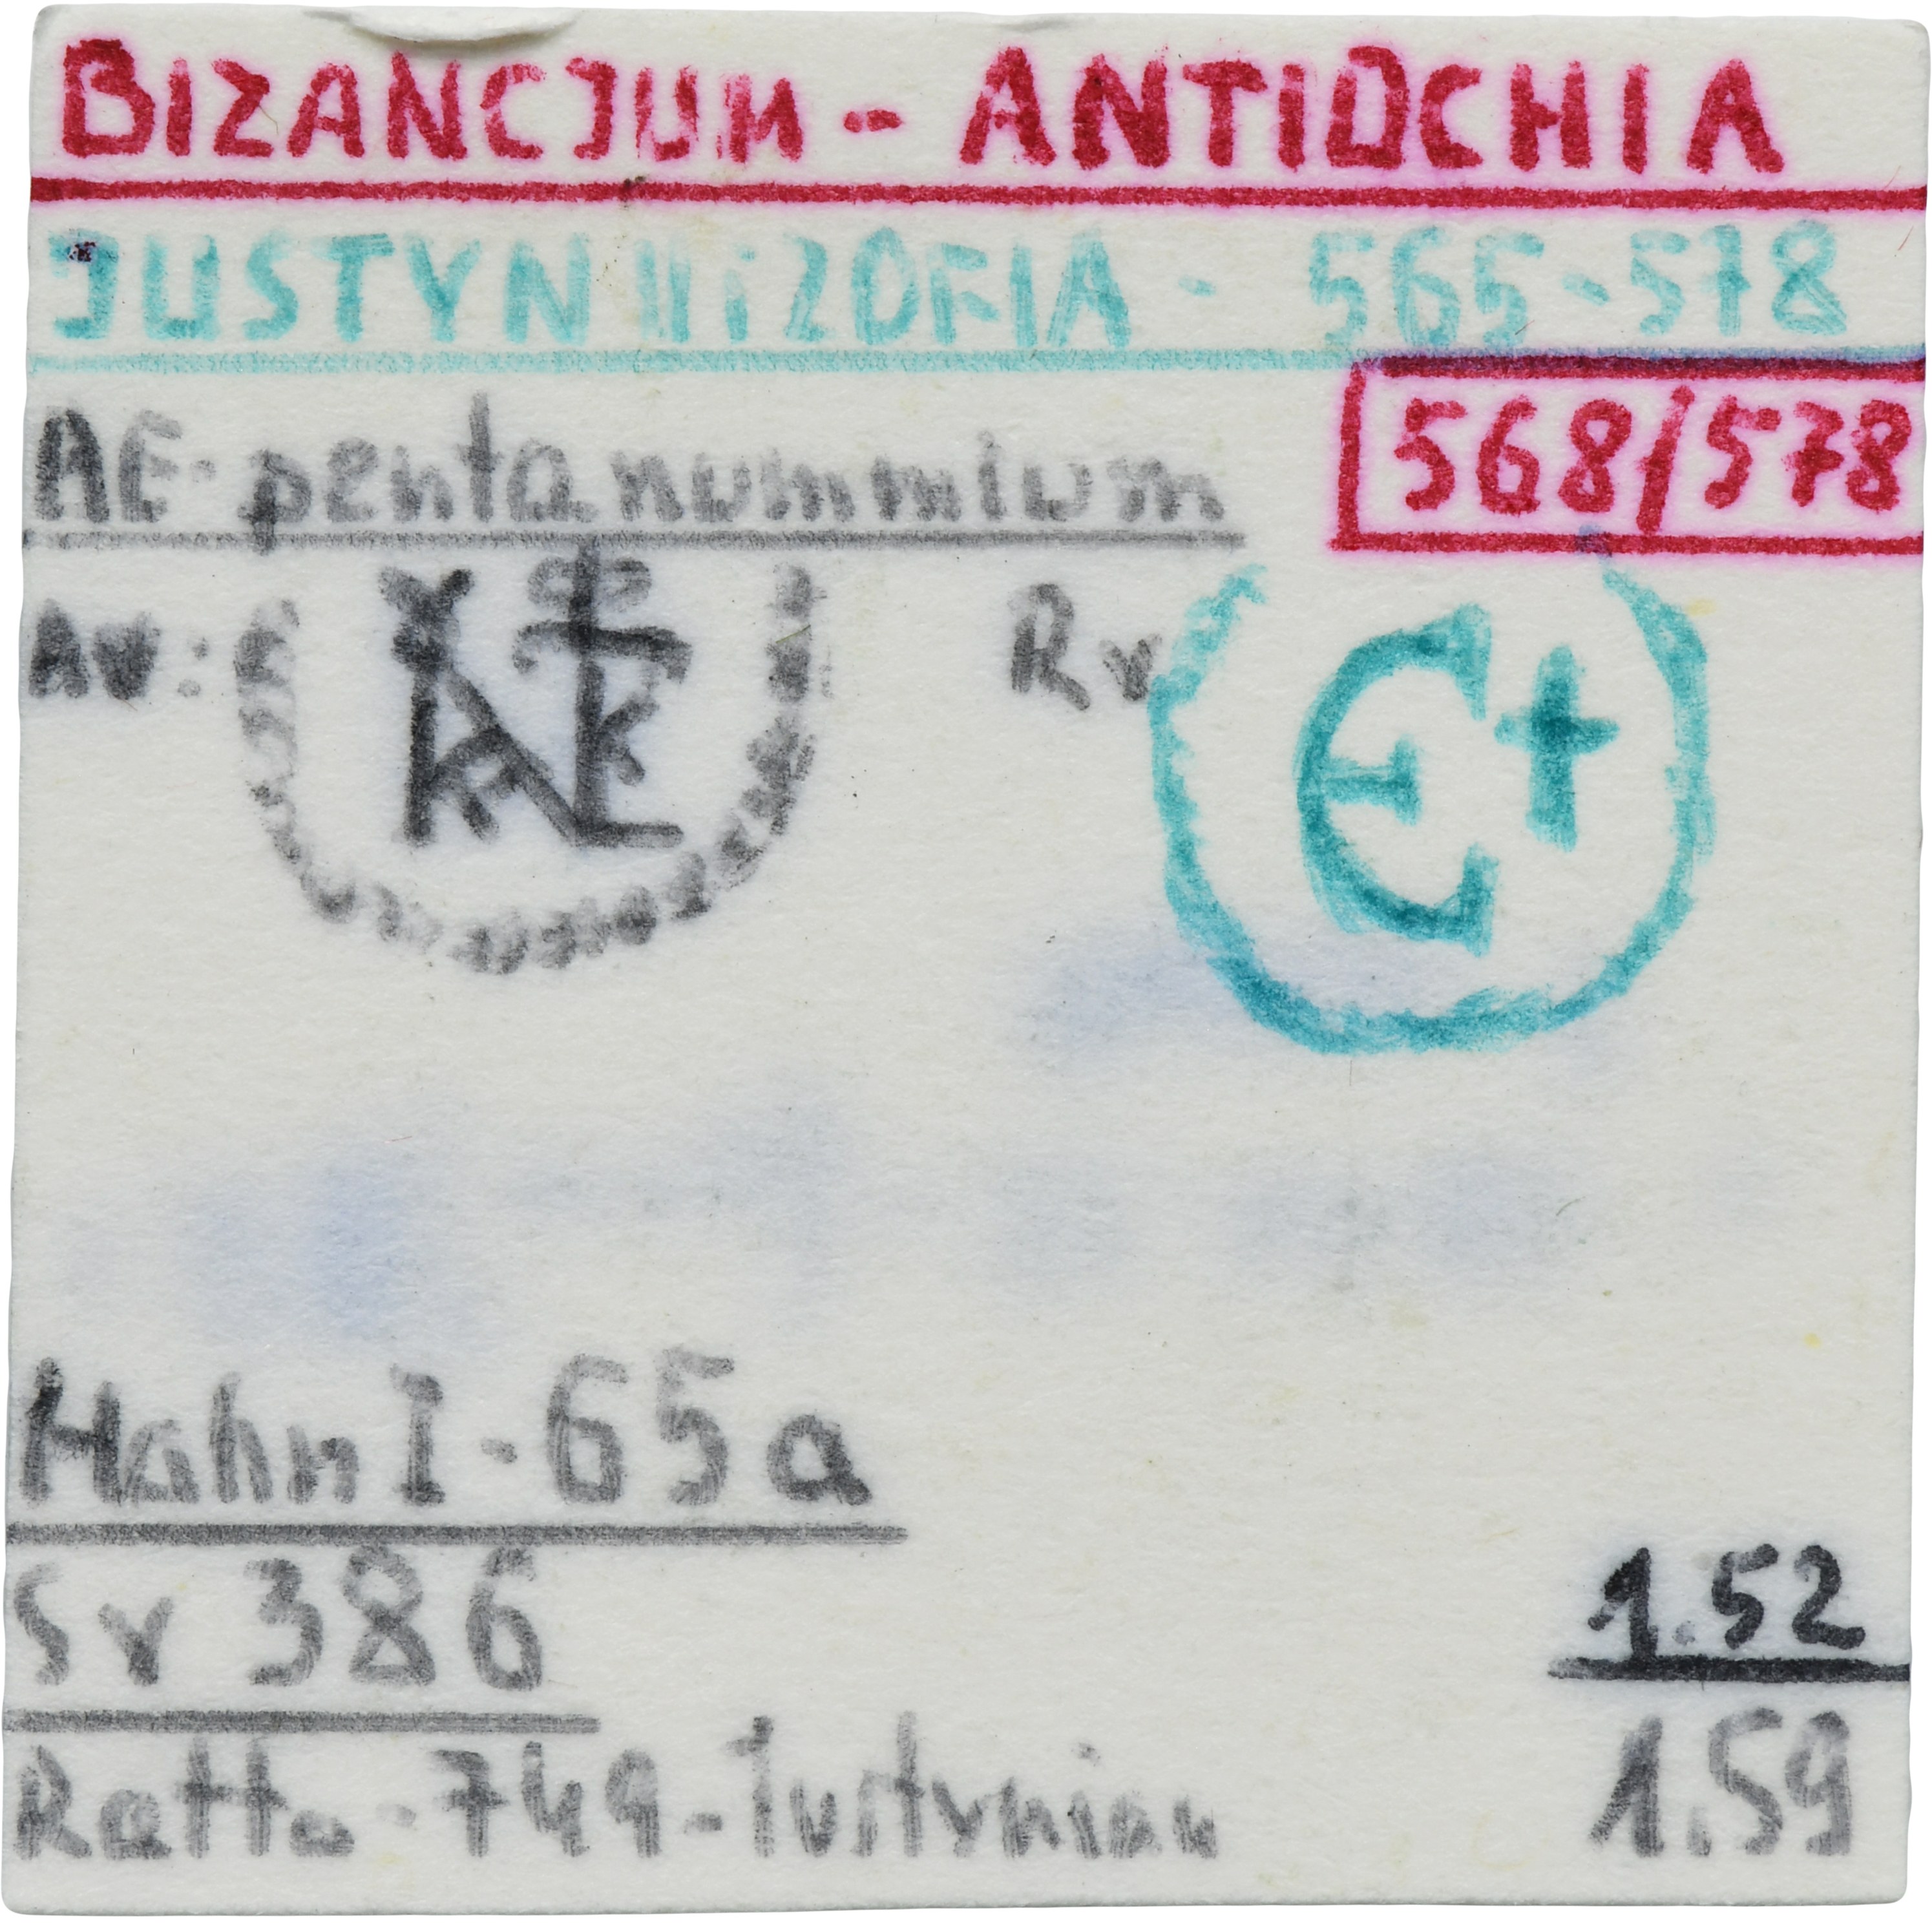 BIZANCJUM - ANTIOCHIA
JUSTYN II i ZOFIA - 565-578
568/578
AE-pentanummium
Av: Rv
E+
Hahn I-65a
Sv 386
1.52
Ratto-749-Justynian
1.59